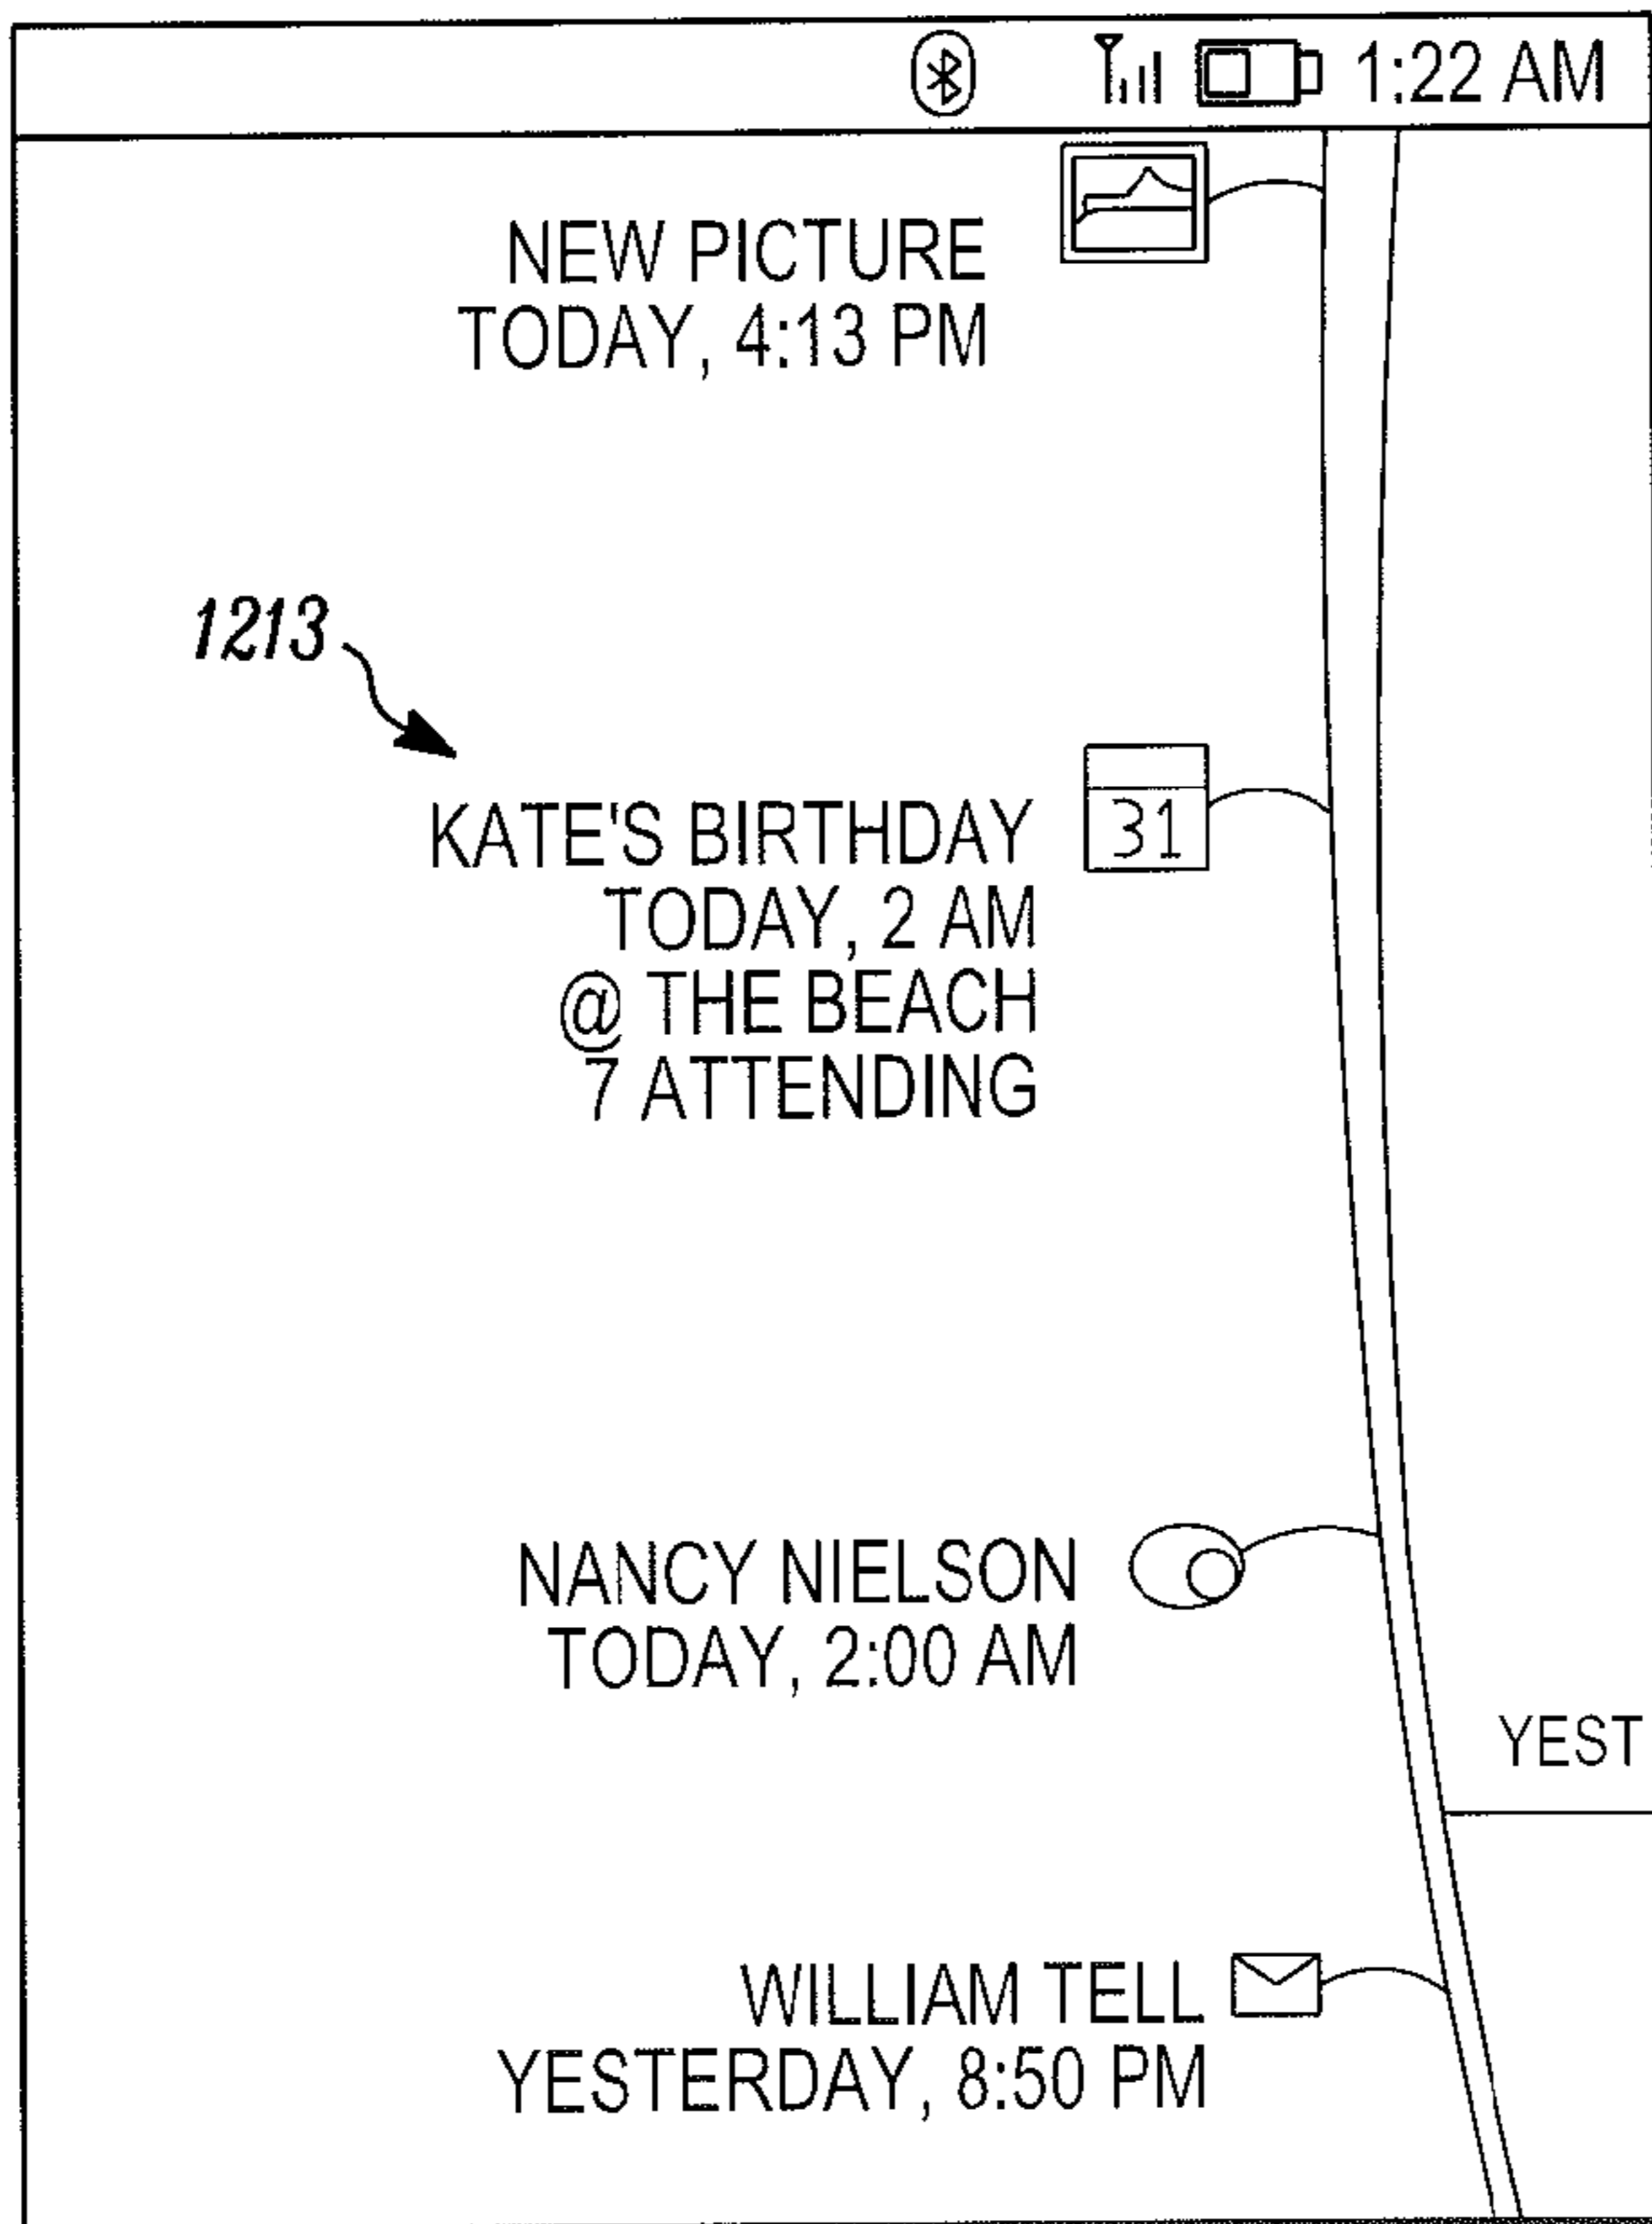 1:22 AM
NEW PICTURE
TODAY, 4:13 PM
1213
KATE'S BIRTHDAY
31
TODAY, 2 AM
@ THE BEACH
7 ATTENDING
NANCY NIELSON
TODAY, 2:00 AM
YEST
WILLIAM TELL
YESTERDAY, 8:50 PM